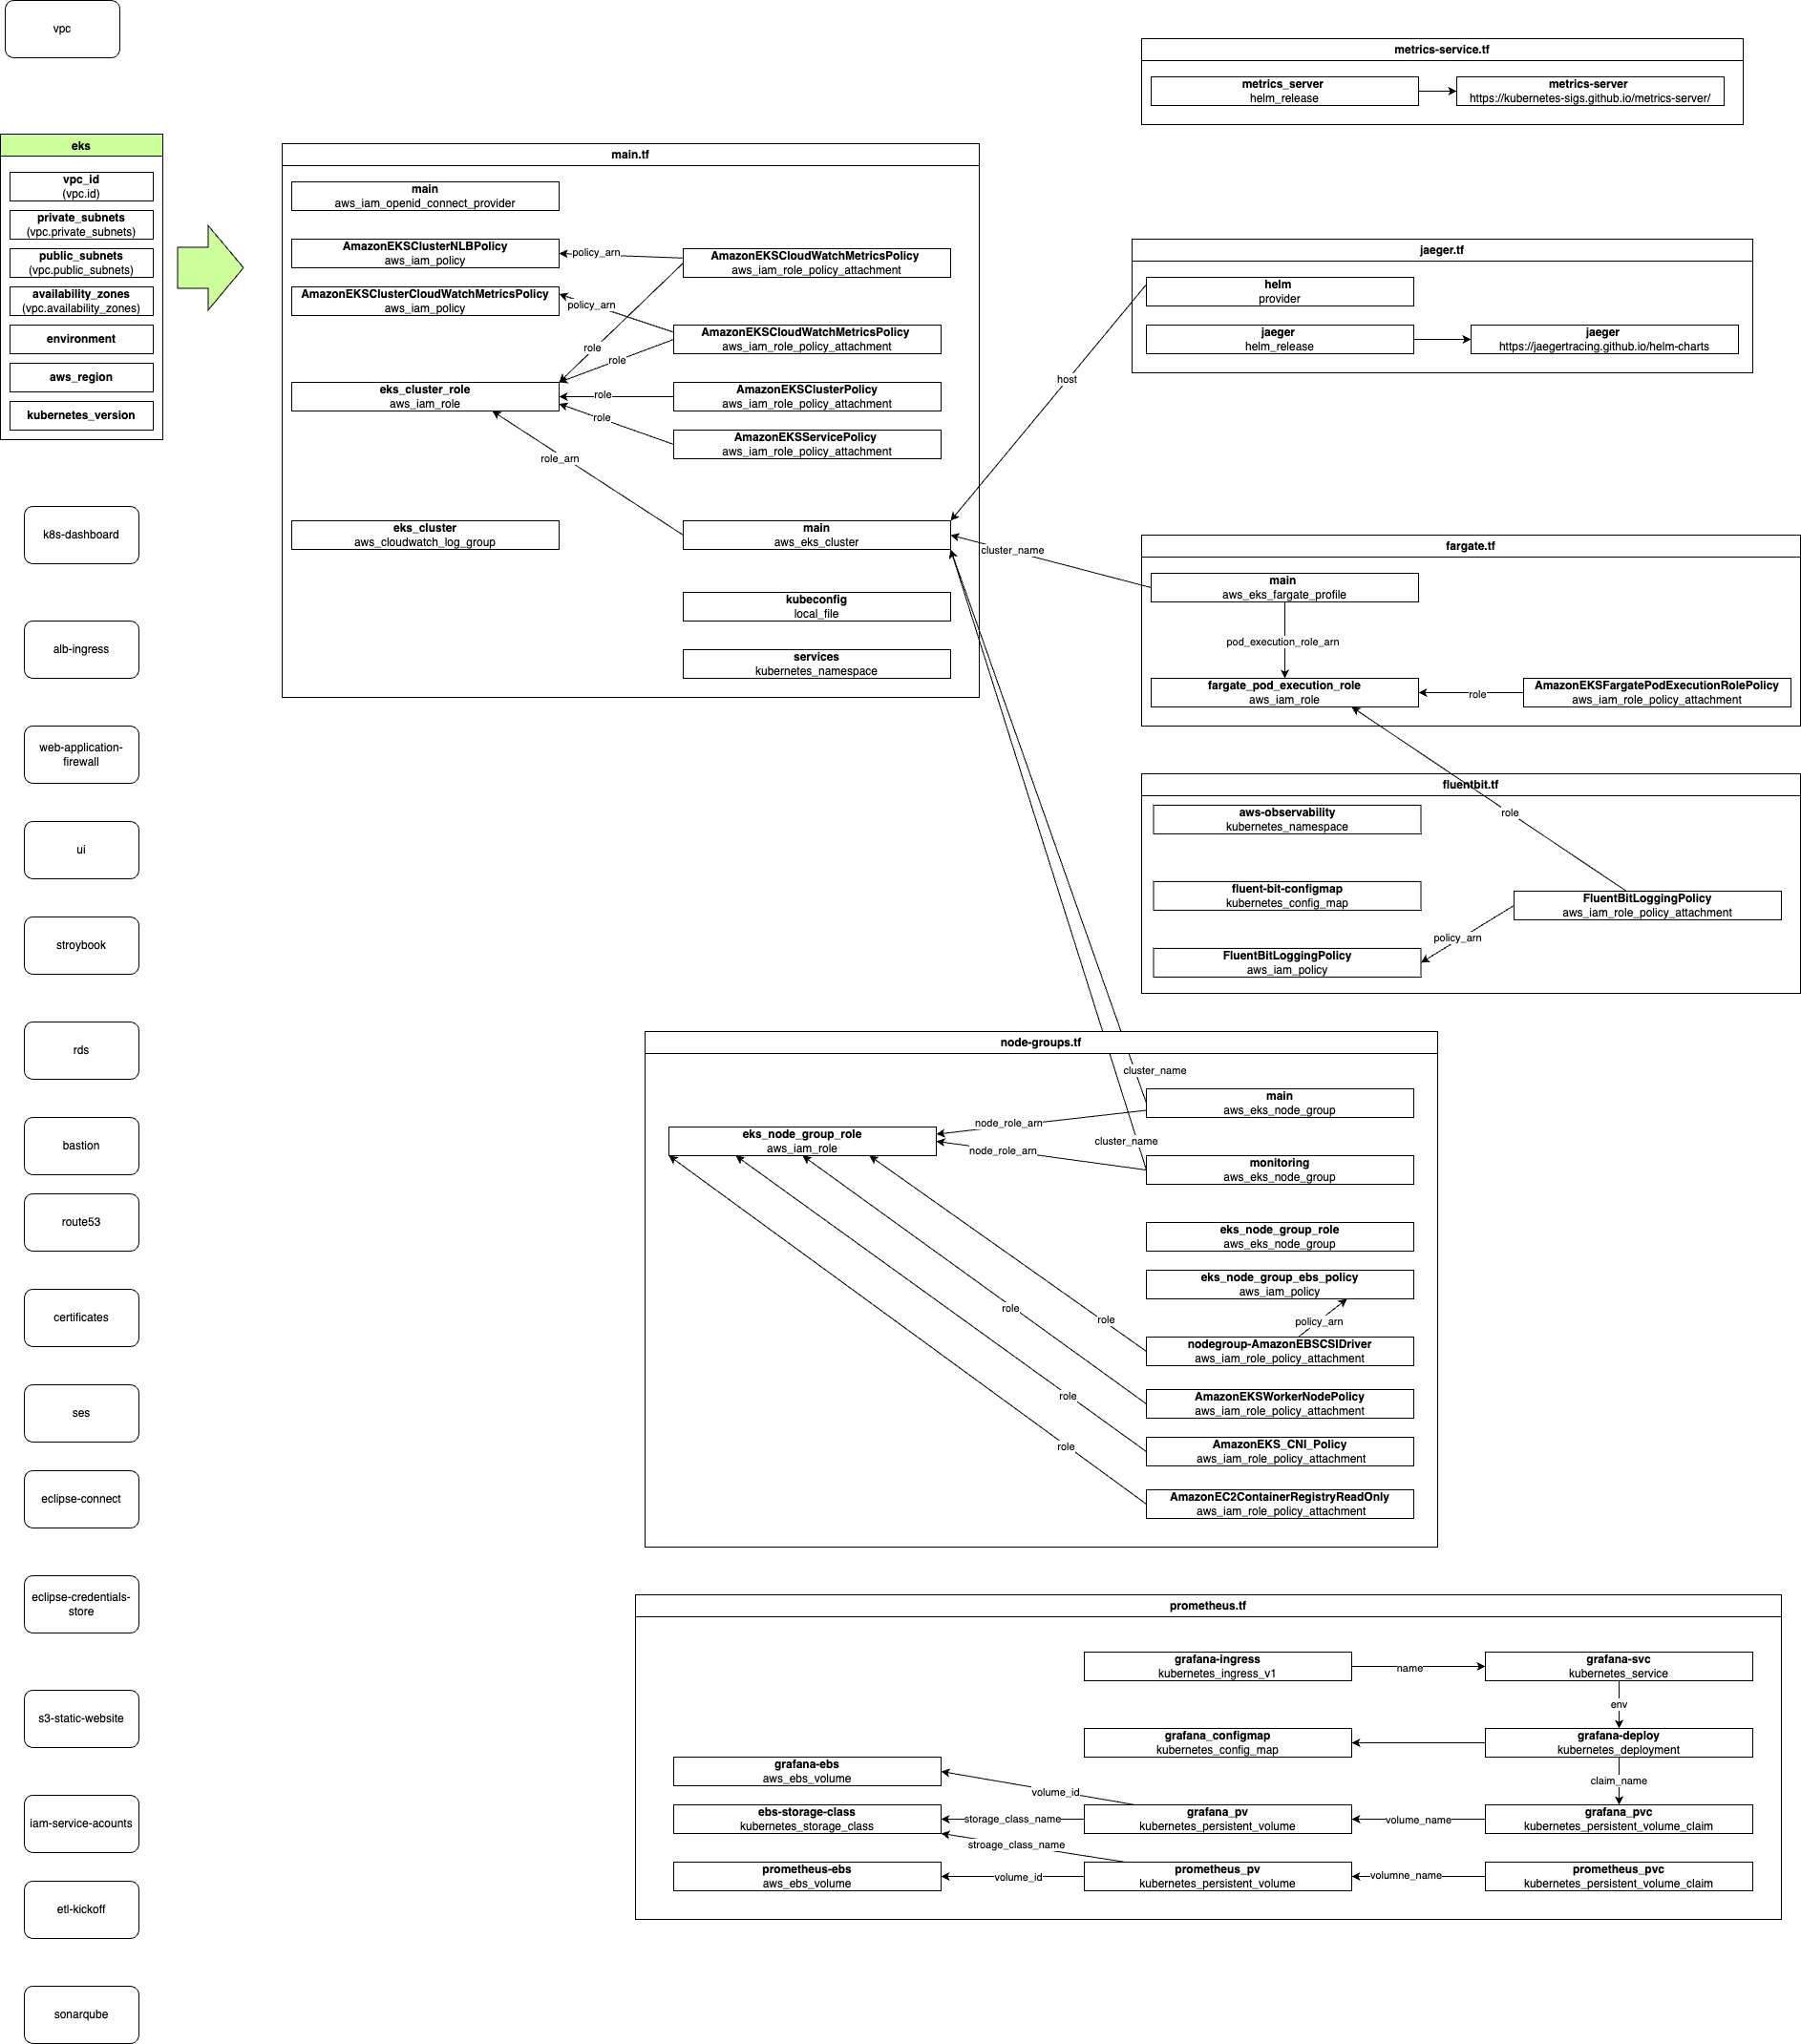 vpc
eks
vpc_id
(vpc.id)
private_subnets
(vpc.private_subnets)
public_subnets
(vpc.public_subnets)
availability_zones
(vpc.availability_zones)
environment
aws_region
kubernetes_version
k8s-dashboard
alb-ingress
web-application-
firewall
ui
stroybook
rds
bastion
route53
certificates
ses
eclipse-connect
eclipse-credentials-
store
s3-static-website
iam-service-acounts
etl-kickoff
sonarqube
main.tf
main
aws_iam_openid_connect_provider
AmazonEKSClusterNLBPolicy
aws_iam_policy
policy_arn
AmazonEKSCloudWatchMetricsPolicy
aws_iam_role_policy_attachment
AmazonEKSClusterCloudWatchMetricsPolicy
aws_iam_policy
policy_arn
AmazonEKSCloudWatchMetricsPolicy
aws_iam_role_policy_attachment
role
role
eks_cluster_role
aws_iam_role
role
AmazonEKSClusterPolicy
aws_iam_role_policy_attachment
role
AmazonEKSServicePolicy
aws_iam_role_policy_attachment
role_arn
eks_cluster
aws_cloudwatch_log_group
main
aws_eks_cluster
kubeconfig
local_file
services
kubernetes_namespace
metrics-service.tf
metrics_server
helm_release
metrics-server
https://kubernetes-sigs.github.io/metrics-server/
jaeger.tf
helm
provider
jaeger
helm_release
jaeger
https://jaegertracing.github.io/helm-charts
host
cluster_name
fargate.tf
main
aws_eks_fargate_profile
pod_execution_role_arn
fargate_pod_execution_role
aws_iam_role
role
AmazonEKSFargatePodExecutionRolePolicy
aws_iam_role_policy_attachment
fluentbit.tf
aws-observability
kubernetes_namespace
role
fluent-bit-configmap
kubernetes_config_map
FluentBitLoggingPolicy
aws_iam_role_policy_attachment
policy_arn
FluentBitLoggingPolicy
aws_iam_policy
node-groups.tf
cluster_name
main
aws_eks_node_group
node_role_arn
eks_node_group_role
aws_iam_role
cluster_name
node_role_arn
monitoring
aws_eks_node_group
eks_node_group_role
aws_eks_node_group
eks_node_group_ebs_policy
aws_iam_policy
role
role
policy_arn
nodegroup-AmazonEBSCSIDriver
aws_iam_role_policy_attachment
role
AmazonEKSWorkerNodePolicy
aws_iam_role_policy_attachment
role
AmazonEKS_CNI_Policy
aws_iam_role_policy_attachment
AmazonEC2ContainerRegistryReadOnly
aws_iam_role_policy_attachment
prometheus.tf
grafana-ingress
kubernetes_ingress_v1
name
grafana-svc
kubernetes_service
env
grafana_configmap
kubernetes_config_map
grafana-deploy
kubernetes_deployment
grafana-ebs
aws_ebs_volume
volume_id
claim_name
ebs-storage-class
kubernetes_storage_class
storage_class_name
grafana_pv
kubernetes_persistent_volume
volume_name
grafana_pvc
kubernetes_persistent_volume_claim
stroage_class_name
prometheus-ebs
aws_ebs_volume
volume_id
prometheus_pv
kubernetes_persistent_volume
volumne_name
prometheus_pvc
kubernetes_persistent_volume_claim